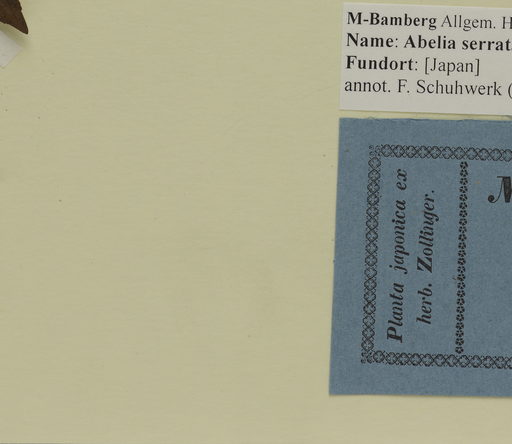 M-Bamberg Allgem. H
Name: Abelia serrat
Fundort: [Japan]
annot. F. Schuhwerk (
Planta japonica ex
herb. Zollinger.